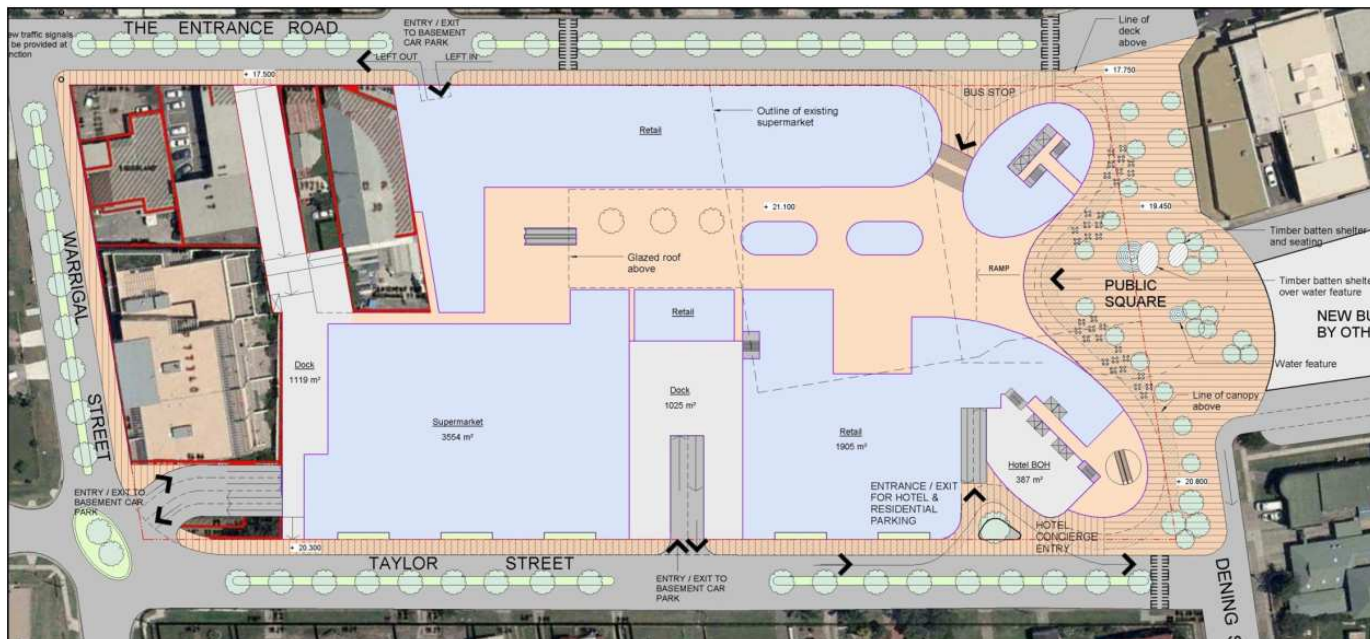 THE ENTRANCE ROAD
ew traffic signals
be provided at
nction
ENTRY / EXIT
TO BASEMENT
CAR PARK
LEFT OUT
LEFT IN
+ 17.500
Line of
deck above
+ 17.750
BUS STOP
Outline of existing
supermarket
Retail
+ 21.100
+ 19.450
Timber batten shelter
and seating
Glazed roof
above
RAMP
PUBLIC
SQUARE
Timber batten shelte
over water feature
NEW BU
BY OTH
Water feature
WARRIGAL
STREET
Retail
Dock
1119 m²
Dock
1025 m²
Line of canopy
above
Supermarket
3554 m²
Retail
1905 m²
Hotel BOH
387 m²
ENTRY / EXIT TO
BASEMENT CAR
PARK
ENTRANCE / EXIT
FOR HOTEL &
RESIDENTIAL
PARKING
+ 20.800
HOTEL
CONCIERGE
ENTRY
+ 20.300
TAYLOR STREET
ENTRY / EXIT TO
BASEMENT CAR
PARK
DENING S